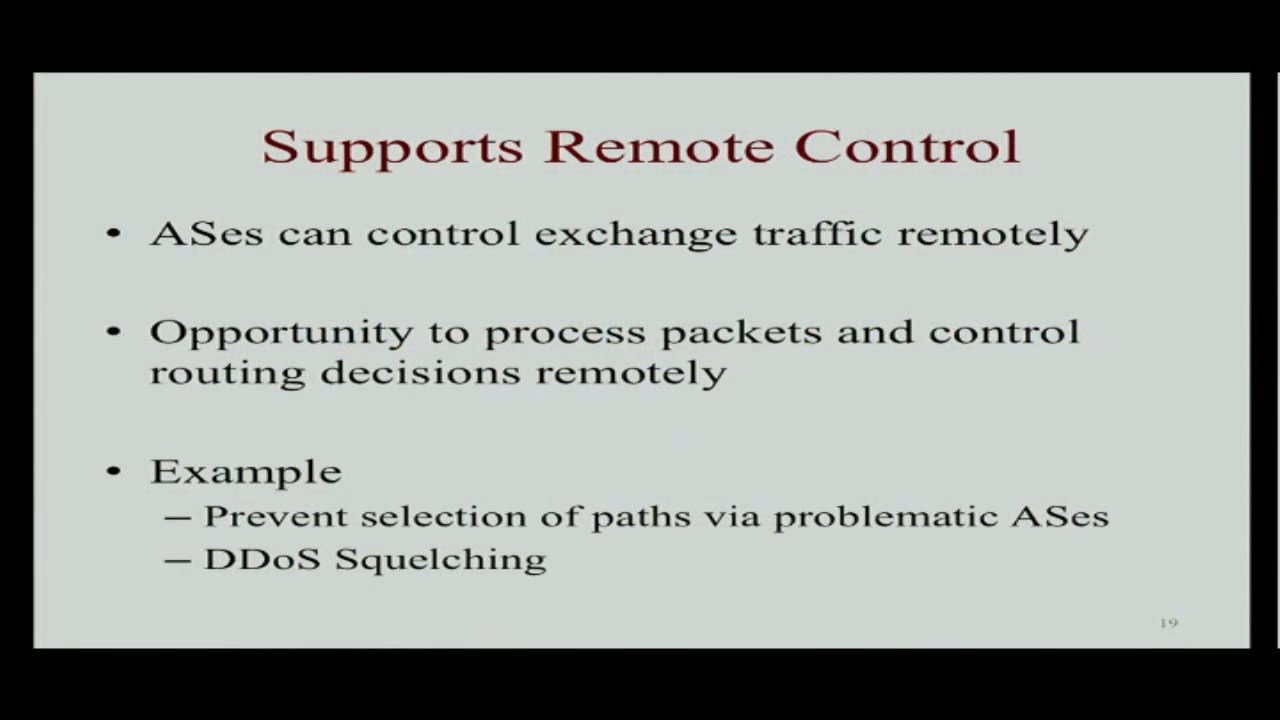 Supports Remote Control
• ASes can control exchange traffic remotely
• Opportunity to process packets and control
routing decisions remotely
• Example
– Prevent selection of paths via problematic ASes
– DDoS Squelching
19